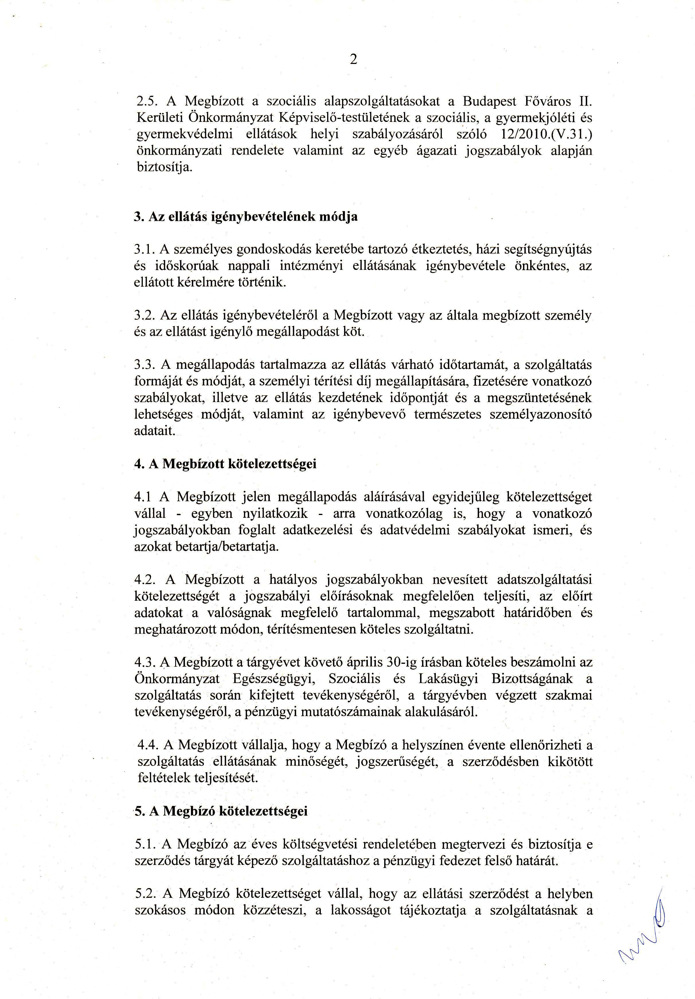 2
2.5. A Megbízott a szociális alapszolgáltatásokat a Budapest Főváros II.
Kerületi Önkormányzat Képviselő-testületének a szociális, a gyermekjóléti és
gyermekvédelmi ellátások helyi szabályozásáról szóló 12/2010.(V.31.)
önkormányzati rendelete valamint az egyéb ágazati jogszabályok alapján
biztosítja.
3. Az ellátás igénybevételének módja
3.1. A személyes gondoskodás keretébe tartozó étkeztetés, házi segítségnyújtás
és időskorúak nappali intézményi ellátásának igénybevétele önkéntes, az
ellátott kérelmére történik.
3.2. Az ellátás igénybevételéről a Megbízott vagy az általa megbízott személy
és az ellátást igénylő megállapodást köt.
3.3. A megállapodás tartalmazza az ellátás várható időtartamát, a szolgáltatás
formáját és módját, a személyi térítési díj megállapítására, fizetésére vonatkozó
szabályokat, illetve az ellátás kezdetének időpontját és a megszüntetésének
lehetséges módját, valamint az igénybevevő természetes személyazonosító
adatait.
4. A Megbízott kötelezettségei
4.1 A Megbízott jelen megállapodás aláírásával egyidejűleg kötelezettséget
vállal - egyben nyilatkozik - arra vonatkozólag is, hogy a vonatkozó
jogszabályokban foglalt adatkezelési és adatvédelmi szabályokat ismeri, és
azokat betartja/betartatja.
4.2. A Megbízott a hatályos jogszabályokban nevesített adatszolgáltatási
kötelezettségét a jogszabályi előírásoknak megfelelően teljesíti, az előírt
adatokat a valóságnak megfelelő tartalommal, megszabott határidőben és
meghatározott módon, térítésmentesen köteles szolgáltatni.
4.3. A Megbízott a tárgyévet követő április 30-ig írásban köteles beszámolni az
Önkormányzat Egészségügyi, Szociális és Lakásügyi Bizottságának a
szolgáltatás során kifejtett tevékenységéről, a tárgyévben végzett szakmai
tevékenységéről, a pénzügyi mutatószámainak alakulásáról.
4.4. A Megbízott vállalja, hogy a Megbízó a helyszínen évente ellenőrizheti a
szolgáltatás ellátásának minőségét, jogszerűségét, a szerződésben kikötött
feltételek teljesítését.
5. A Megbízó kötelezettségei
5.1. A Megbízó az éves költségvetési rendeletében megtervezi és biztosítja e
szerződés tárgyát képező szolgáltatáshoz a pénzügyi fedezet felső határát.
5.2. A Megbízó kötelezettséget vállal, hogy az ellátási szerződést a helyben
szokásos módon közzéteszi, a lakosságot tájékoztatja a szolgáltatásnak a